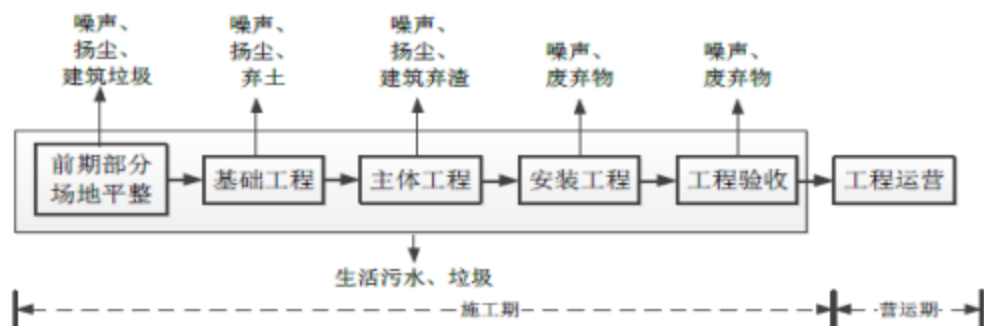 噪声、
扬尘、
建筑垃圾
噪声、
扬尘、
弃土
噪声、
扬尘、
建筑弃渣
噪声、
废弃物
噪声、
废弃物
前期部分
场地平整
基础工程
主体工程
安装工程
工程验收
工程运营
生活污水、垃圾
施工期
营运期